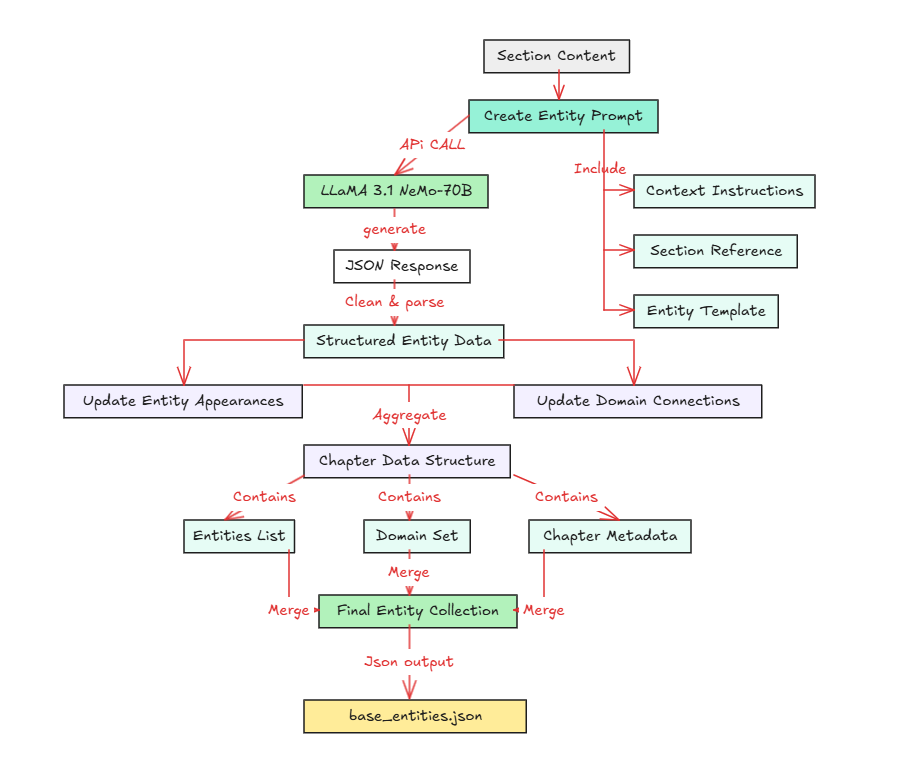 Section Content
Create Entity Prompt
APi CALL
Include
LLaMA 3.1 NeMo-70B
Context Instructions
generate
Section Reference
JSON Response
Clean & parse
Entity Template
Structured Entity Data
Update Entity Appearances
Update Domain Connections
Aggregate
Chapter Data Structure
Contains
Contains
Contains
Entities List
Domain Set
Chapter Metadata
Merge
Merge
Final Entity Collection
Merge
Json output
base_entities.json